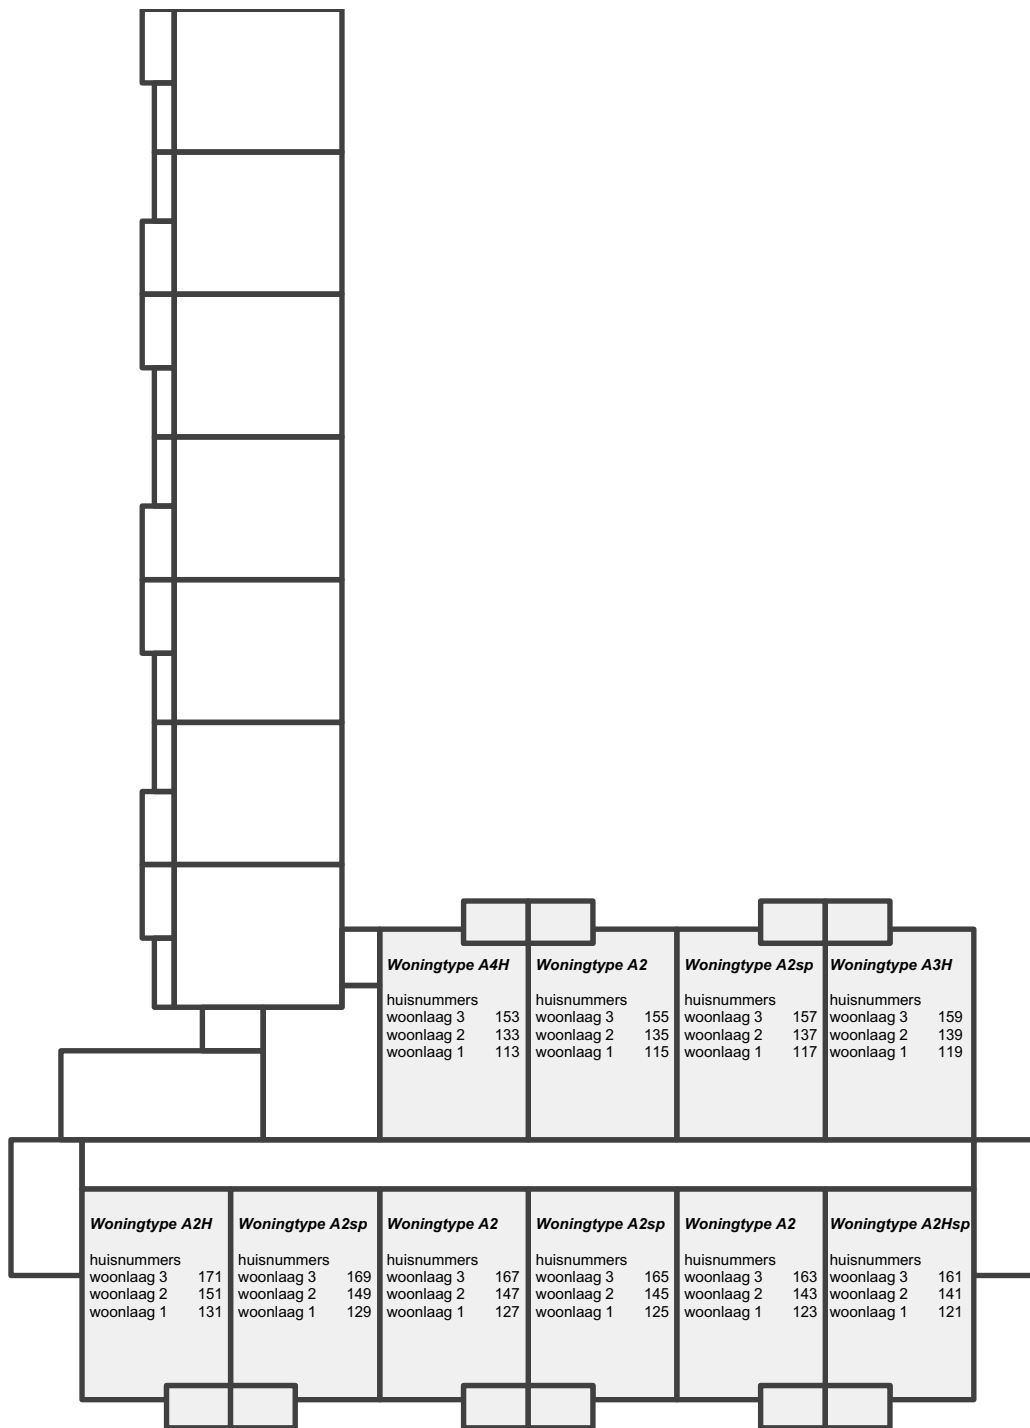 Woningtype A4H
huisnummers
woonlaag 3 153
woonlaag 2 133
woonlaag 1 113
Woningtype A2
huisnummers
woonlaag 3 155
woonlaag 2 135
woonlaag 1 115
Woningtype A2sp
huisnummers
woonlaag 3 157
woonlaag 2 137
woonlaag 1 117
Woningtype A3H
huisnummers
woonlaag 3 159
woonlaag 2 139
woonlaag 1 119
Woningtype A2H
huisnummers
woonlaag 3 171
woonlaag 2 151
woonlaag 1 131
Woningtype A2sp
huisnummers
woonlaag 3 169
woonlaag 2 149
woonlaag 1 129
Woningtype A2
huisnummers
woonlaag 3 167
woonlaag 2 147
woonlaag 1 127
Woningtype A2sp
huisnummers
woonlaag 3 165
woonlaag 2 145
woonlaag 1 125
Woningtype A2
huisnummers
woonlaag 3 163
woonlaag 2 143
woonlaag 1 123
Woningtype A2Hsp
huisnummers
woonlaag 3 161
woonlaag 2 141
woonlaag 1 121